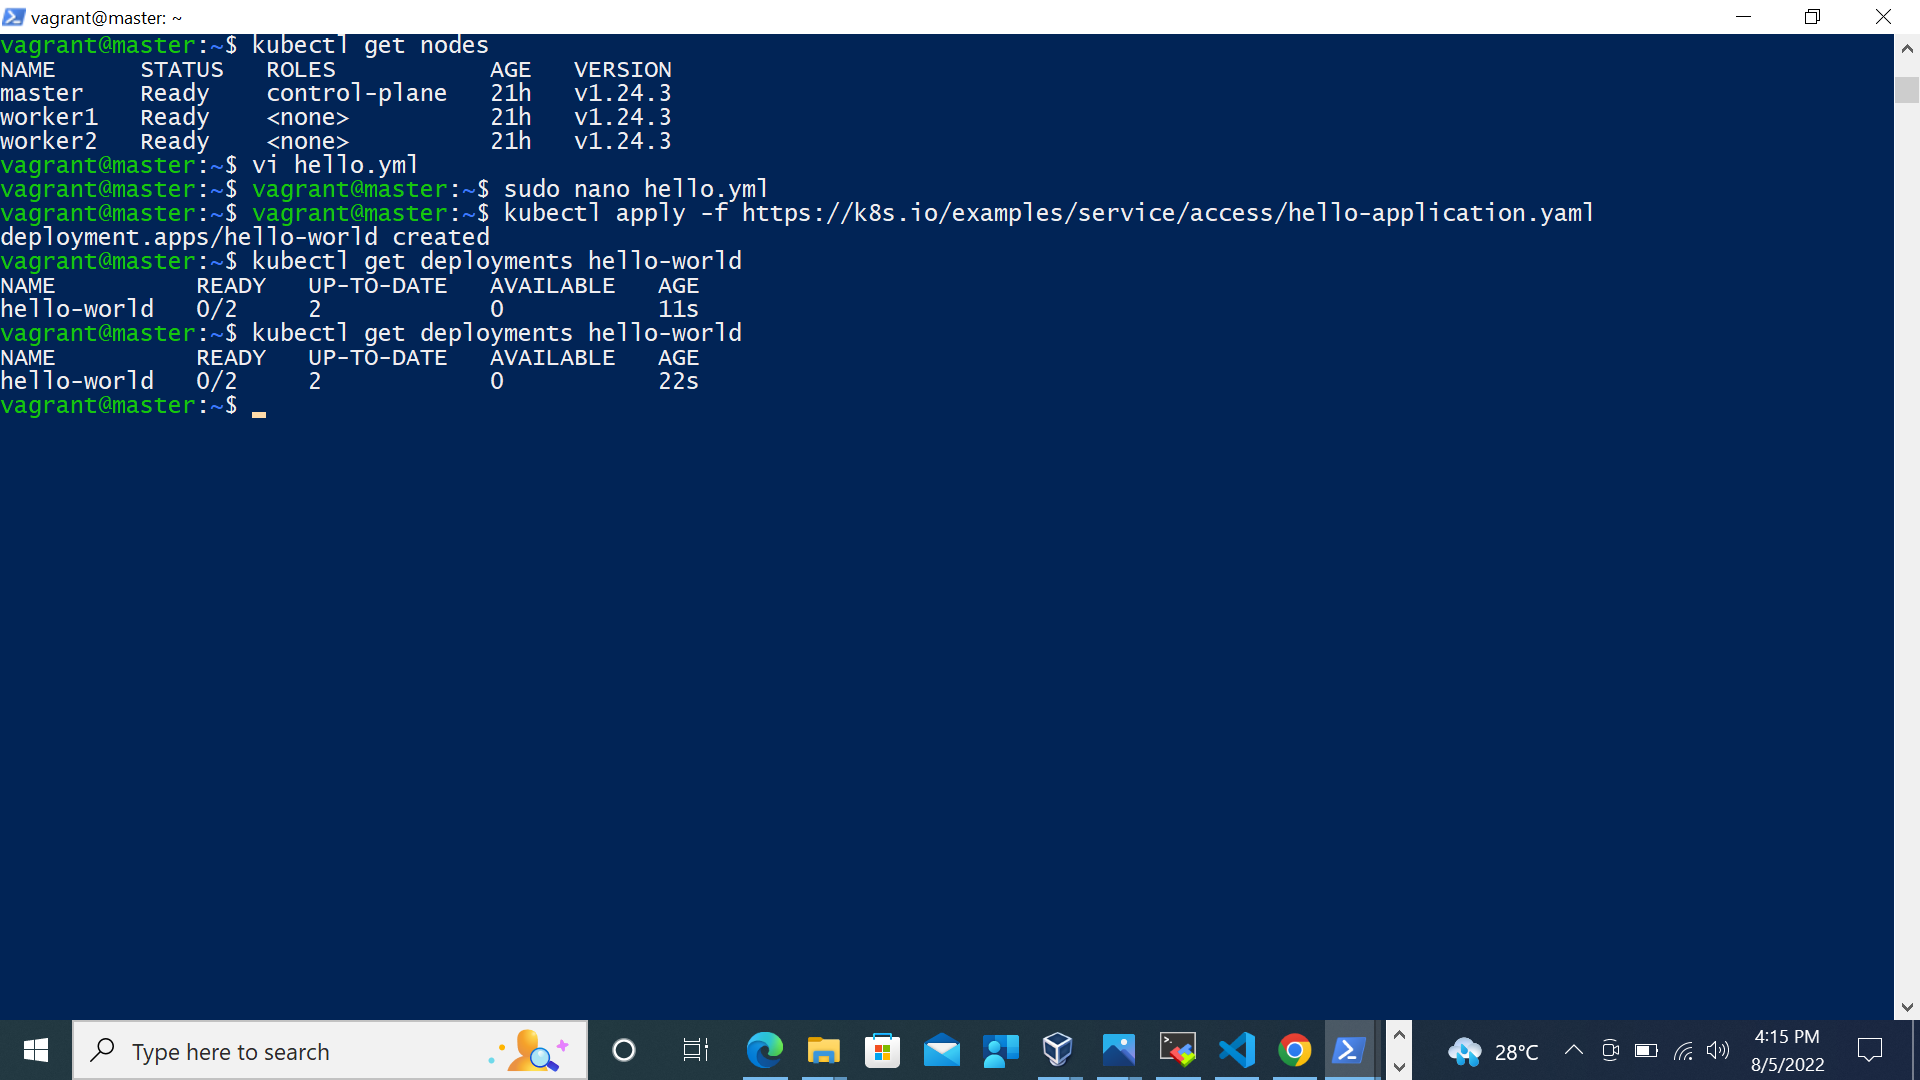 vagrant@master: ~
vagrant@master:~$ kubectl get nodes
NAME      STATUS   ROLES           AGE   VERSION
master    Ready    control-plane   21h   v1.24.3
worker1   Ready    <none>          21h   v1.24.3
worker2   Ready    <none>          21h   v1.24.3
vagrant@master:~$ vi hello.yml
vagrant@master:~$ vagrant@master:~$ sudo nano hello.yml
vagrant@master:~$ vagrant@master:~$ kubectl apply -f https://k8s.io/examples/service/access/hello-application.yaml
deployment.apps/hello-world created
vagrant@master:~$ kubectl get deployments hello-world
NAME          READY   UP-TO-DATE   AVAILABLE   AGE
hello-world   0/2     2            0           11s
vagrant@master:~$ kubectl get deployments hello-world
NAME          READY   UP-TO-DATE   AVAILABLE   AGE
hello-world   0/2     2            0           22s
vagrant@master:~$
Type here to search
28°C
4:15 PM
8/5/2022